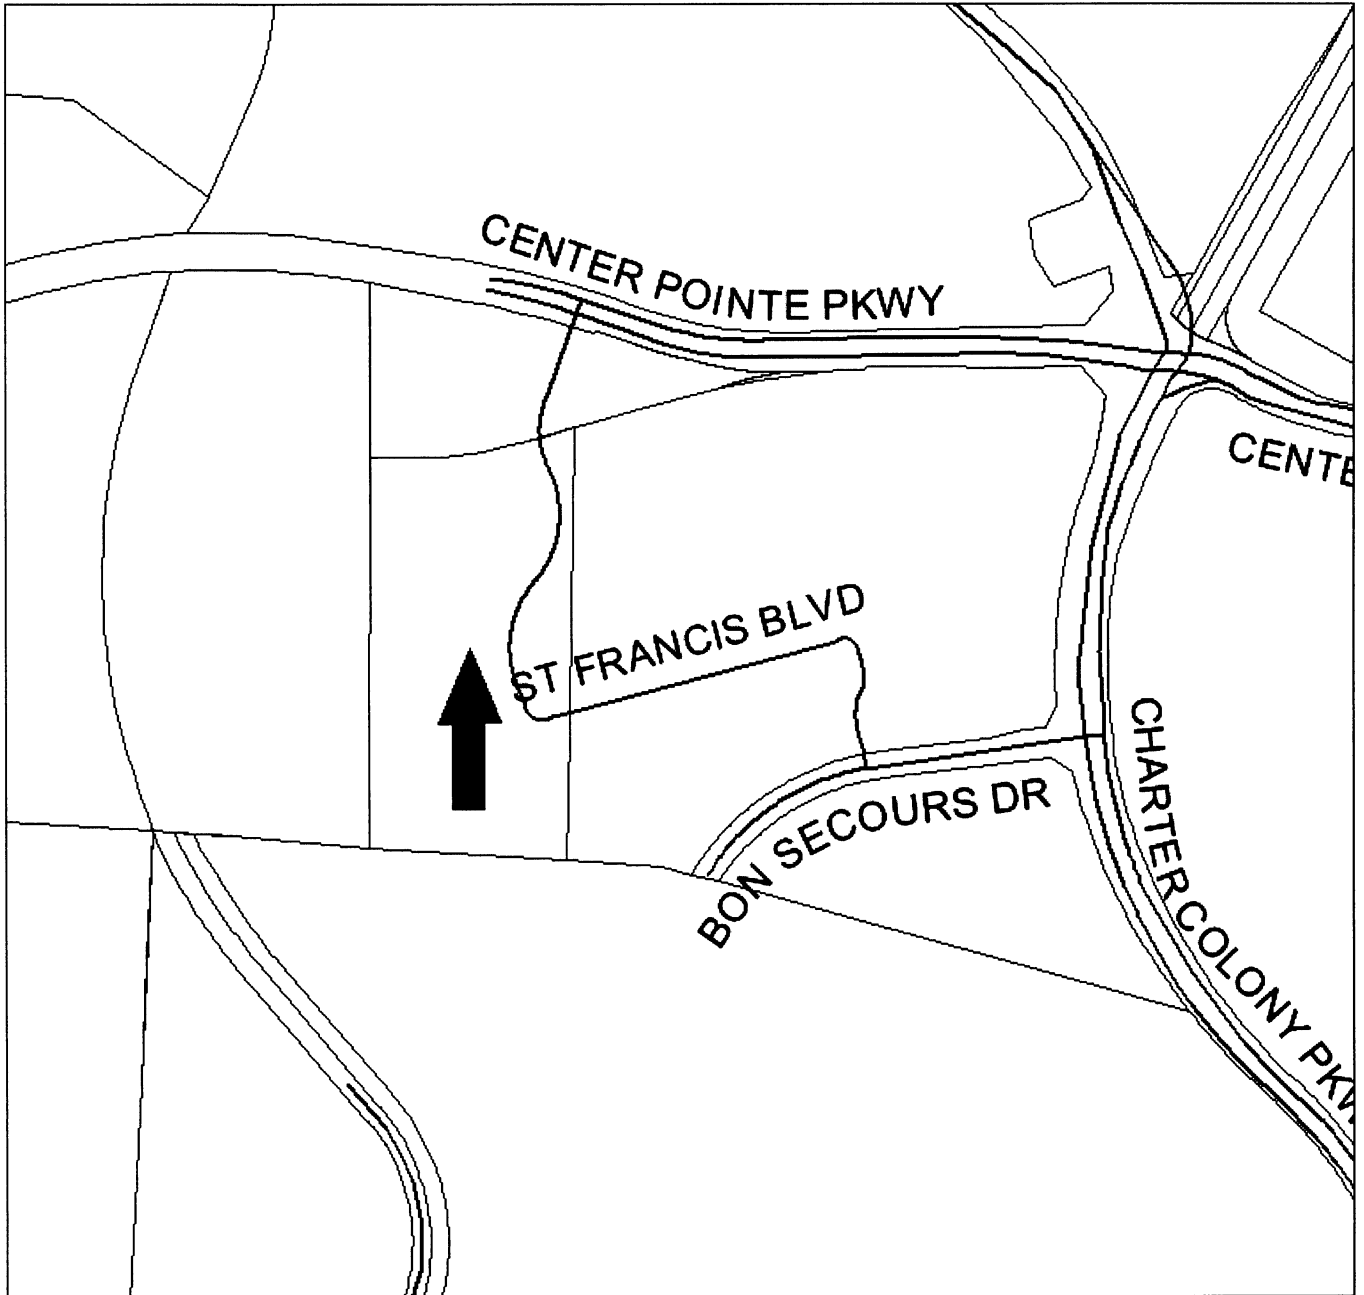 CENTER POINTE PKWY
CENTE
ST FRANCIS BLVD
BON SECOURS DR
CHARTER COLONY PKW